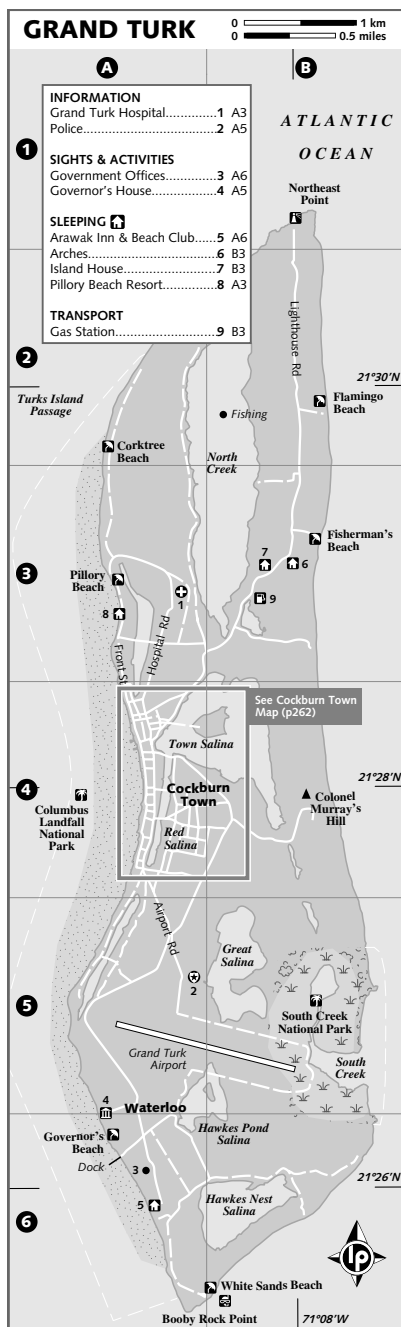 GRAND TURK
0 1 km
0 0.5 miles
A
B
INFORMATION
Grand Turk Hospital..............1 A3
Police...................................2 A5
SIGHTS & ACTIVITIES
Government Offices............3 A6
Governor's House...............4 A5
SLEEPING
Arawak Inn & Beach Club....5 A6
Arches.................................6 B3
Island House.......................7 B3
Pillory Beach Resort............8 A3
TRANSPORT
Gas Station.........................9 B3
1
ATLANTIC
OCEAN
Northeast
Point
Lighthouse Rd
2
21°30'N
Turks Island
Passage
Flamingo
Beach
Fishing
Corktree
Beach
North
Creek
Fisherman's
Beach
3
7
6
Pillory
Beach
1
9
8
Hospital Rd
Front St
See Cockburn Town
Map (p262)
Town Salina
21°28'N
4
Cockburn
Town
Columbus
Landfall
National
Park
Colonel
Murray's
Hill
Red
Salina
Airport Rd
Great
Salina
2
5
South Creek
National Park
Grand Turk
Airport
South
Creek
4
Waterloo
Hawkes Pond
Salina
Governor's
Beach
Dock
3
21°26'N
6
5
Hawkes Nest
Salina
lp
White Sands Beach
Booby Rock Point
71°08'W